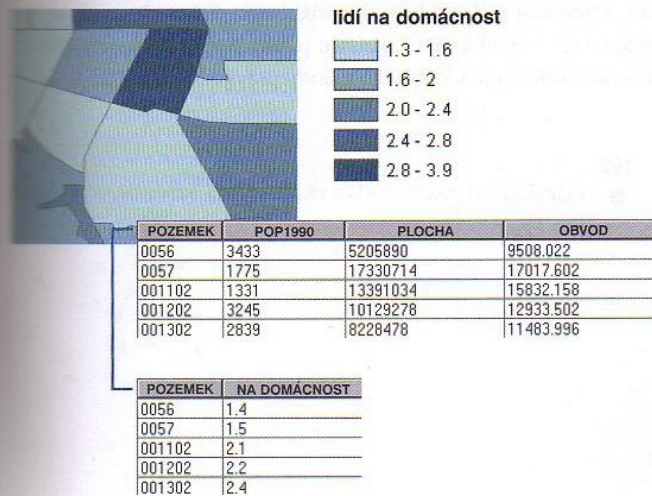 lidí na domácnost
1.3 - 1.6
1.6 - 2
2.0 - 2.4
2.4 - 2.8
2.8 - 3.9
POZEMEK POP1990 PLOCHA OBVOD
0056 3433 5205890 9508.022
0057 1775 17330714 17017.602
001102 1331 13391034 15832.158
001202 3245 10129278 12933.502
001302 2839 8228478 11483.996
POZEMEK NA DOMÁCNOST
0056 1.4
0057 1.5
001102 2.1
001202 2.2
001302 2.4